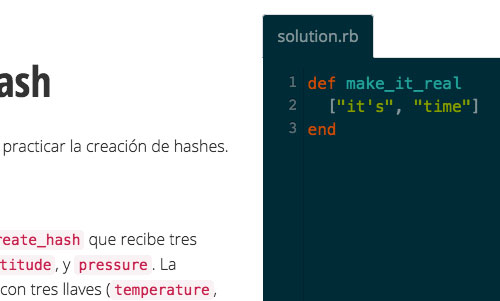 ash
practicar la creación de hashes.
reate_hash que recibe tres
titude, y pressure. La
con tres llaves ( temperature,
solution.rb
1 def make_it_real
2 ["it's", "time"]
3 end